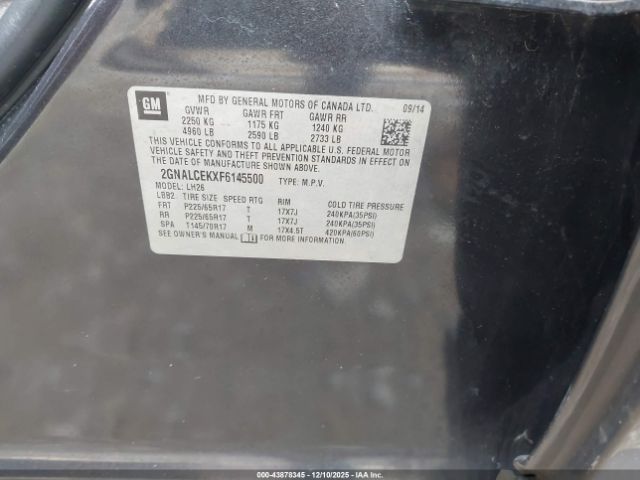 GM
MFD BY GENERAL MOTORS OF CANADA LTD. 09/14
GVWR GAWR FRT GAWR RR
2250 KG 1175 KG 1240 KG
4960 LB 2590 LB 2733 LB
THIS VEHICLE CONFORMS TO ALL APPLICABLE U.S. FEDERAL MOTOR
VEHICLE SAFETY AND THEFT PREVENTION STANDARDS IN EFFECT ON
THE DATE OF MANUFACTURE SHOWN ABOVE.
2GNALCEKXF6145500 TYPE: M.P.V.
MODEL: LH26
LBB2. TIRE SIZE SPEED RTG RIM COLD TIRE PRESSURE
FRT P225/65R17 T 17X7J 240KPA(35PSI)
RR P225/65R17 T 17X7J 240KPA(35PSI)
SPA T145/70R17 M 17X4.5T 420KPA(60PSI)
SEE OWNER'S MANUAL FOR MORE INFORMATION.
000-43878345 - 12/10/2025 - IAAI.COM